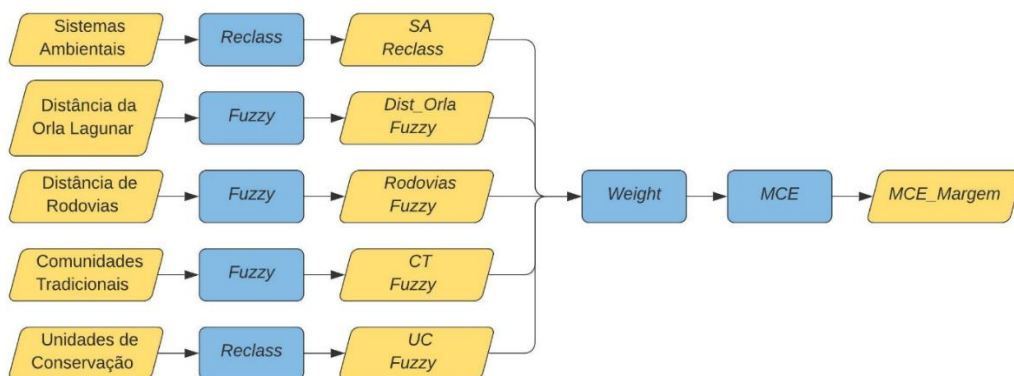 Sistemas
Ambientais
Reclass
SA
Reclass
Distância da
Orla Lagunar
Fuzzy
Dist_Orla
Fuzzy
Distância de
Rodovias
Fuzzy
Rodovias
Fuzzy
Weight
MCE
MCE_Margem
Comunidades
Tradicionais
Fuzzy
CT
Fuzzy
Unidades de
Conservação
Reclass
UC
Fuzzy